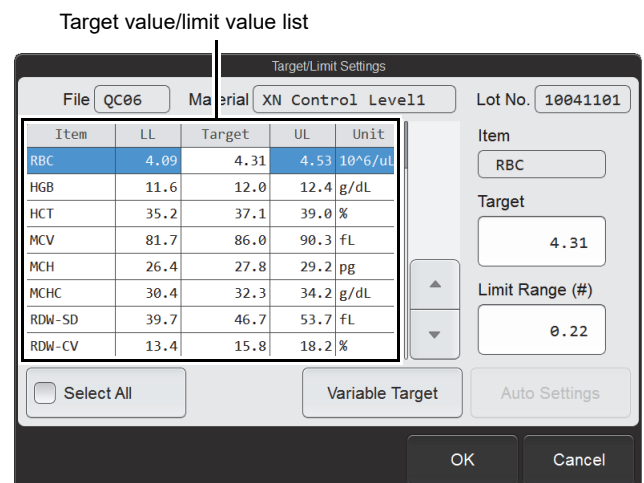 Target value/limit value list
Target/Limit Settings
File QC06 Material XN Control Level1 Lot No. 10041101
Item LL Target UL Unit
RBC 4.09 4.31 4.53 10^6/uL
HGB 11.6 12.0 12.4 g/dL
HCT 35.2 37.1 39.0 %
MCV 81.7 86.0 90.3 fL
MCH 26.4 27.8 29.2 pg
MCHC 30.4 32.3 34.2 g/dL
RDW-SD 39.7 46.7 53.7 fL
RDW-CV 13.4 15.8 18.2 %
Item
RBC
Target
4.31
Limit Range (#)
0.22
Select All Variable Target Auto Settings
OK Cancel